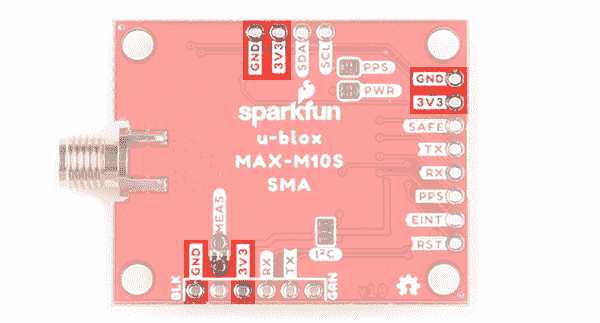 GND
3V3
SDA
SCL
PPS
PWR
GND
3V3
SAFE
TX
RX
PPS
EINT
RST
sparkfun
u-blox
MAX-M10S
SMA
MEAS
I²C
BLK
GND
3V3
RX
TX
GRN
v10